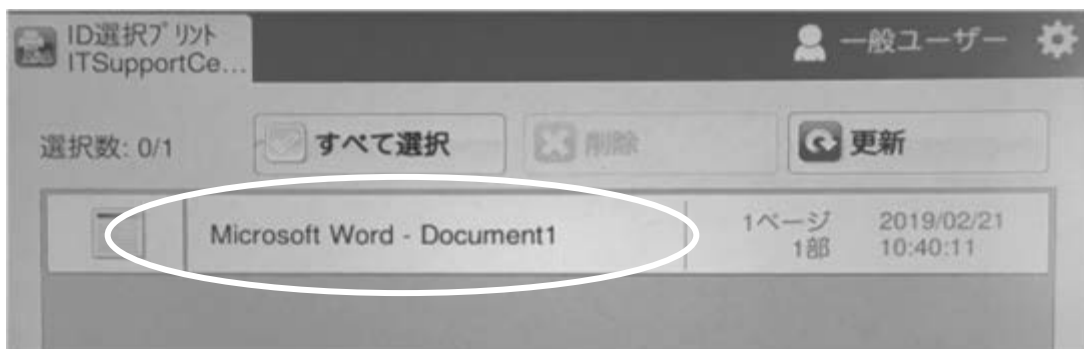 ID選択プリント
ITSupportCe...
一般ユーザー
選択数: 0/1
すべて選択
削除
更新
Microsoft Word - Document1
1ページ
1部
2019/02/21
10:40:11